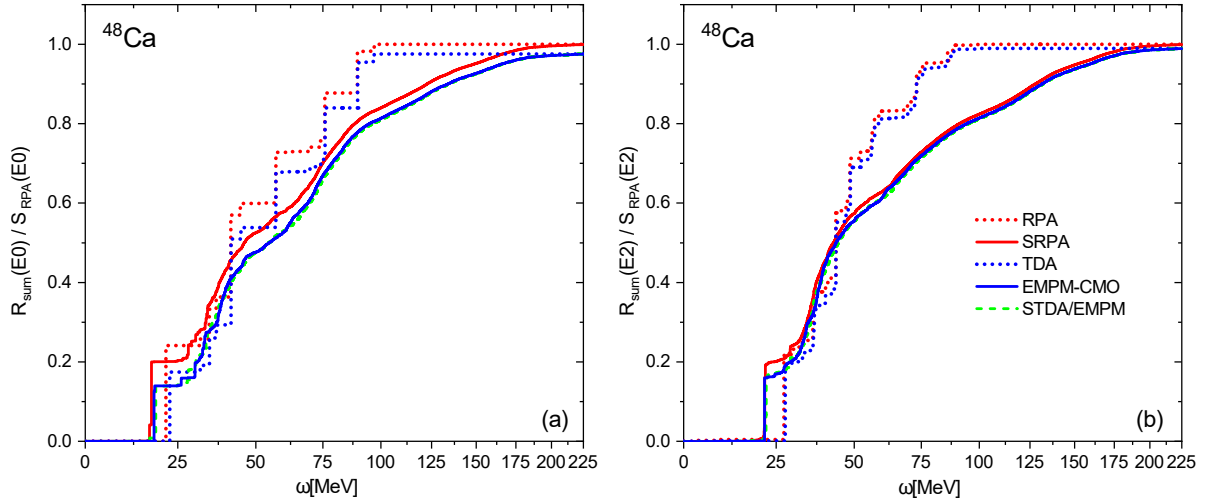 ⁴⁸Ca
R_sum(E0) / S_RPA(E0)
1.0
0.8
0.6
0.4
0.2
0.0
0 25 50 75 100 125 150 175 200 225
ω[MeV]
(a)
⁴⁸Ca
R_sum(E2) / S_RPA(E2)
1.0
0.8
0.6
0.4
0.2
0.0
RPA
SRPA
TDA
EMPM-CMO
STDA/EMPM
(b)
0 25 50 75 100 125 150 175 200 225
ω[MeV]